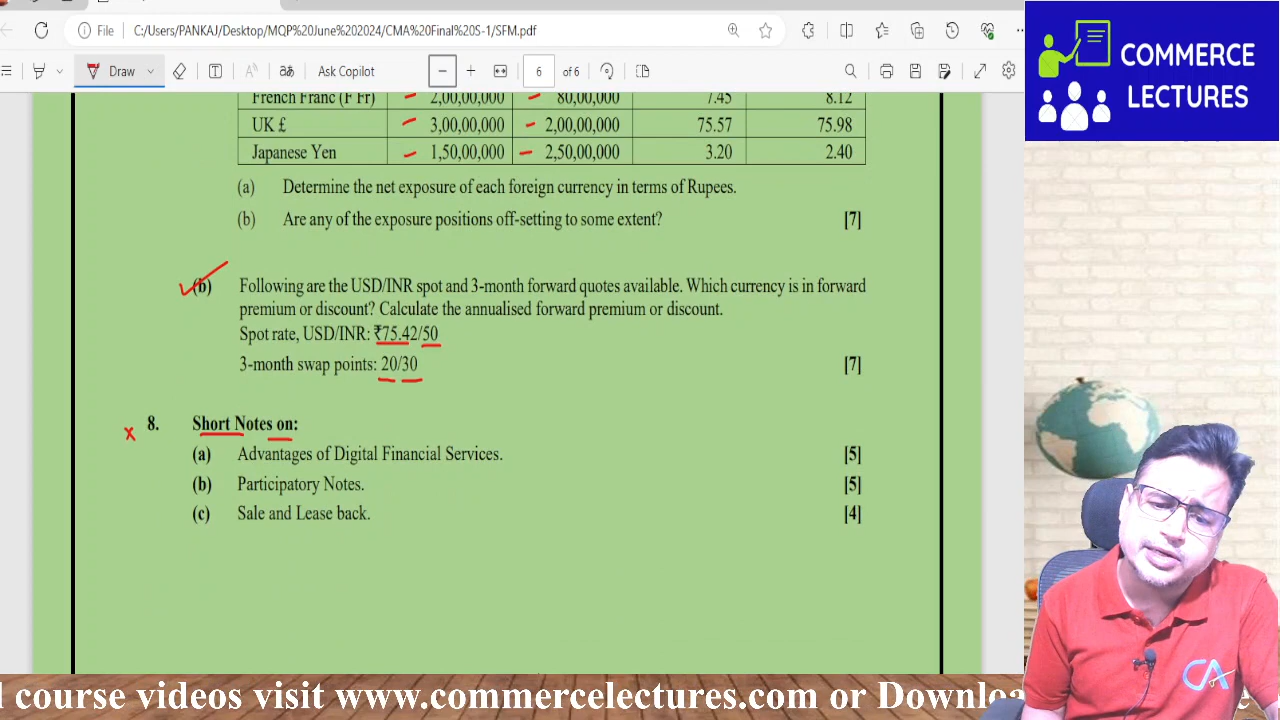 File C:/Users/PANKAJ/Desktop/MQP%20June%202024/CMA%20Final%20S-1/SFM.pdf
Draw Ask Copilot 6 of 6
COMMERCE
LECTURES
French Franc (F Fr) 2,00,00,000 80,00,000 7.45 8.12
UK £ 3,00,00,000 2,00,00,000 75.57 75.98
Japanese Yen 1,50,00,000 2,50,00,000 3.20 2.40
(a) Determine the net exposure of each foreign currency in terms of Rupees.
(b) Are any of the exposure positions off-setting to some extent? [7]
(b) Following are the USD/INR spot and 3-month forward quotes available. Which currency is in forward
premium or discount? Calculate the annualised forward premium or discount.
Spot rate, USD/INR: ₹75.42/50
3-month swap points: 20/30 [7]
8. Short Notes on:
(a) Advantages of Digital Financial Services. [5]
(b) Participatory Notes. [5]
(c) Sale and Lease back. [4]
CA
course videos visit www.commercelectures.com or Downlo